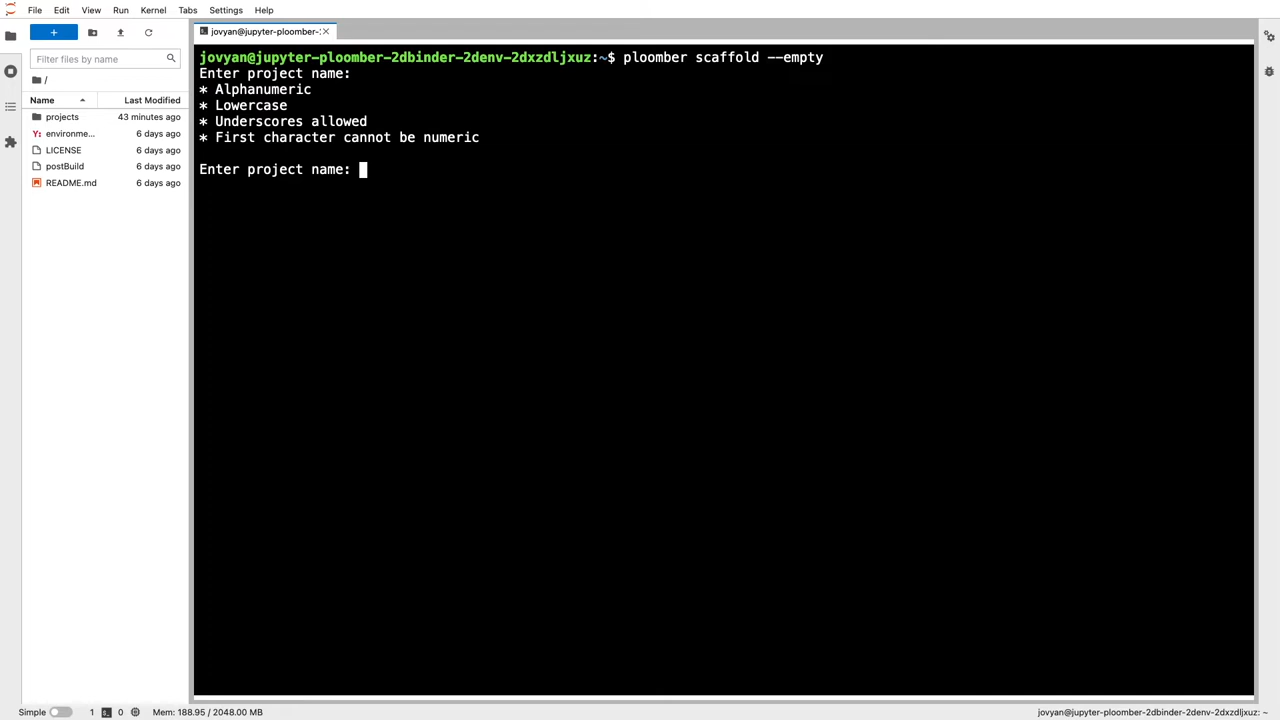 File Edit View Run Kernel Tabs Settings Help
jovyan@jupyter-ploomber-:
Filter files by name
/
Name Last Modified
projects 43 minutes ago
Y: environme... 6 days ago
LICENSE 6 days ago
postBuild 6 days ago
README.md 6 days ago
jovyan@jupyter-ploomber-2dbinder-2denv-2dxzdljxuz:~$ ploomber scaffold --empty
Enter project name:
* Alphanumeric
* Lowercase
* Underscores allowed
* First character cannot be numeric
Enter project name:
Simple 1 0 Mem: 188.95 / 2048.00 MB jovyan@jupyter-ploomber-2dbinder-2denv-2dxzdljxuz: ~